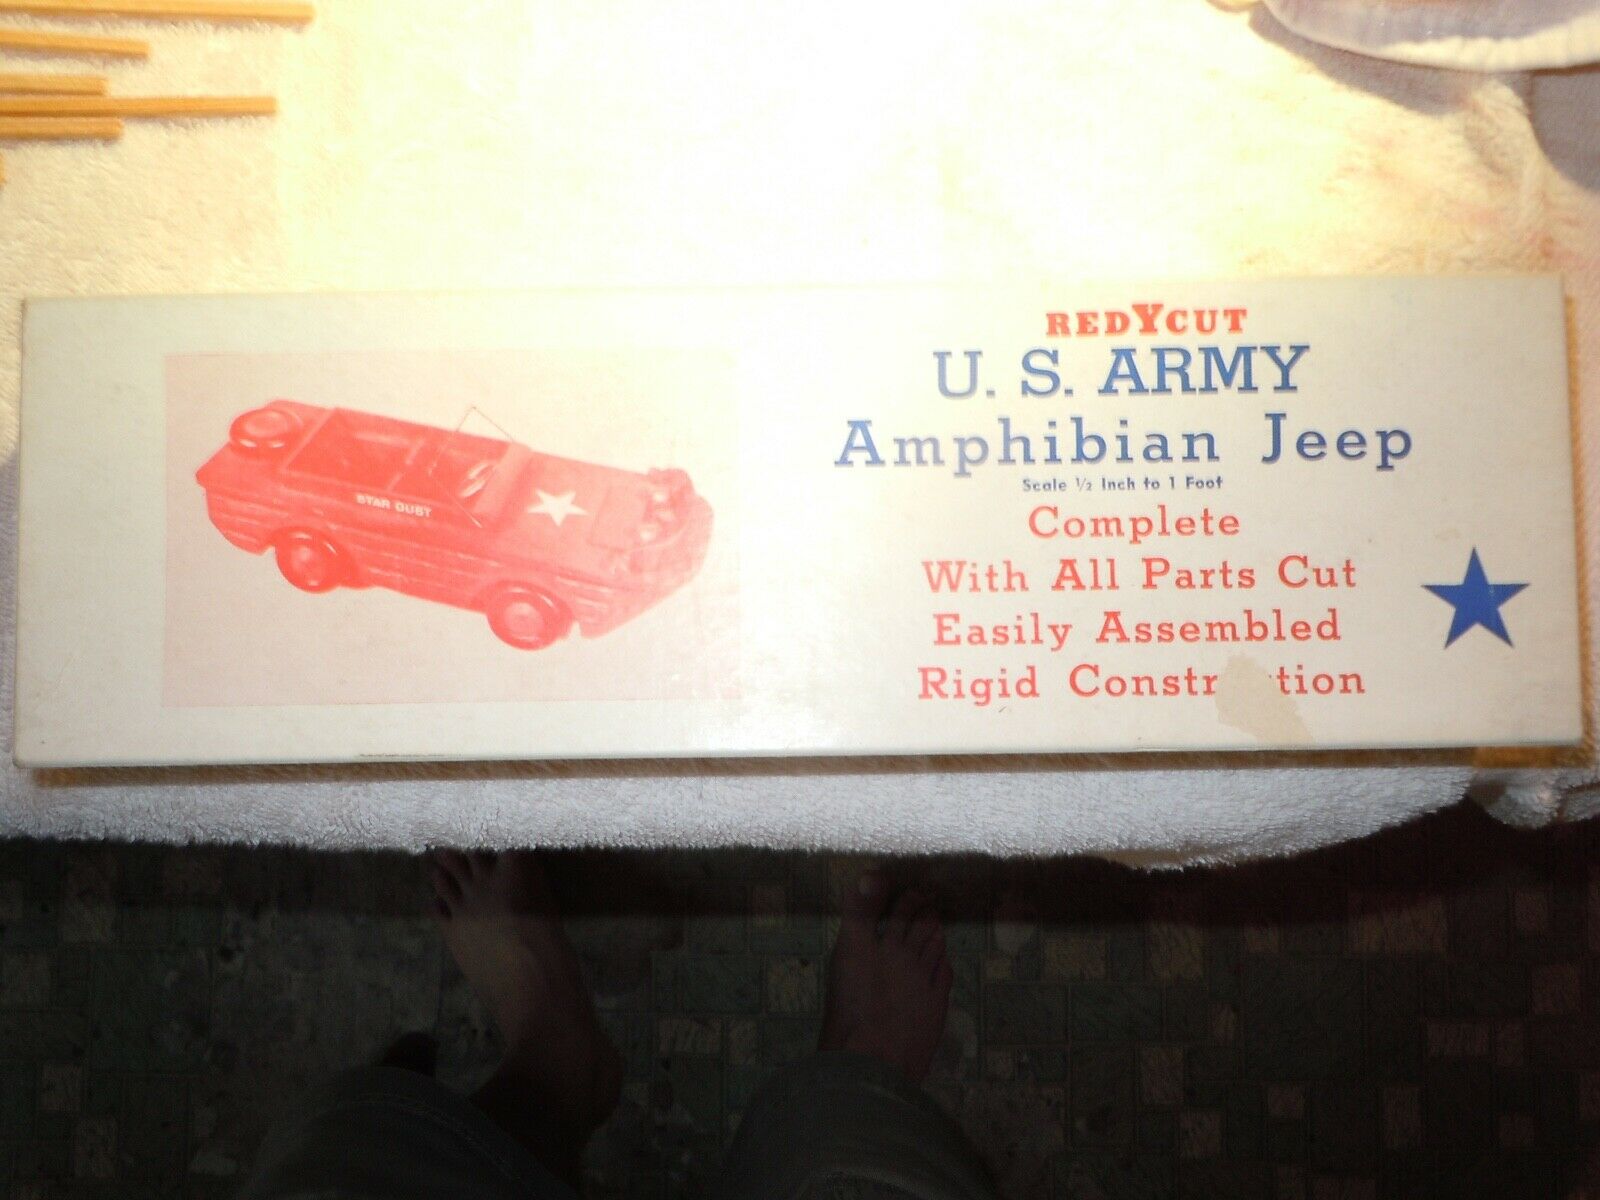 STAR DUST
REDYCUT
U. S. ARMY
Amphibian Jeep
Scale ½ Inch to 1 Foot
Complete
With All Parts Cut
Easily Assembled
Rigid Constr tion